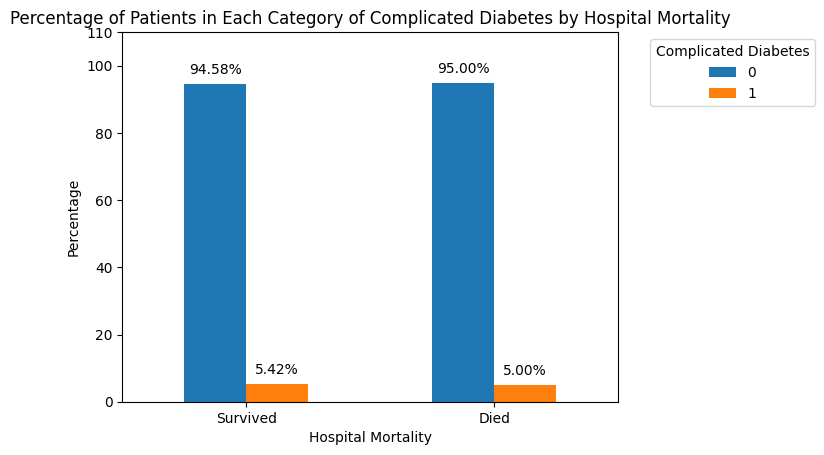 Percentage of Patients in Each Category of Complicated Diabetes by Hospital Mortality
110
100
80
60
40
20
0
Percentage
94.58%
5.42%
95.00%
5.00%
Survived
Died
Hospital Mortality
Complicated Diabetes
0
1